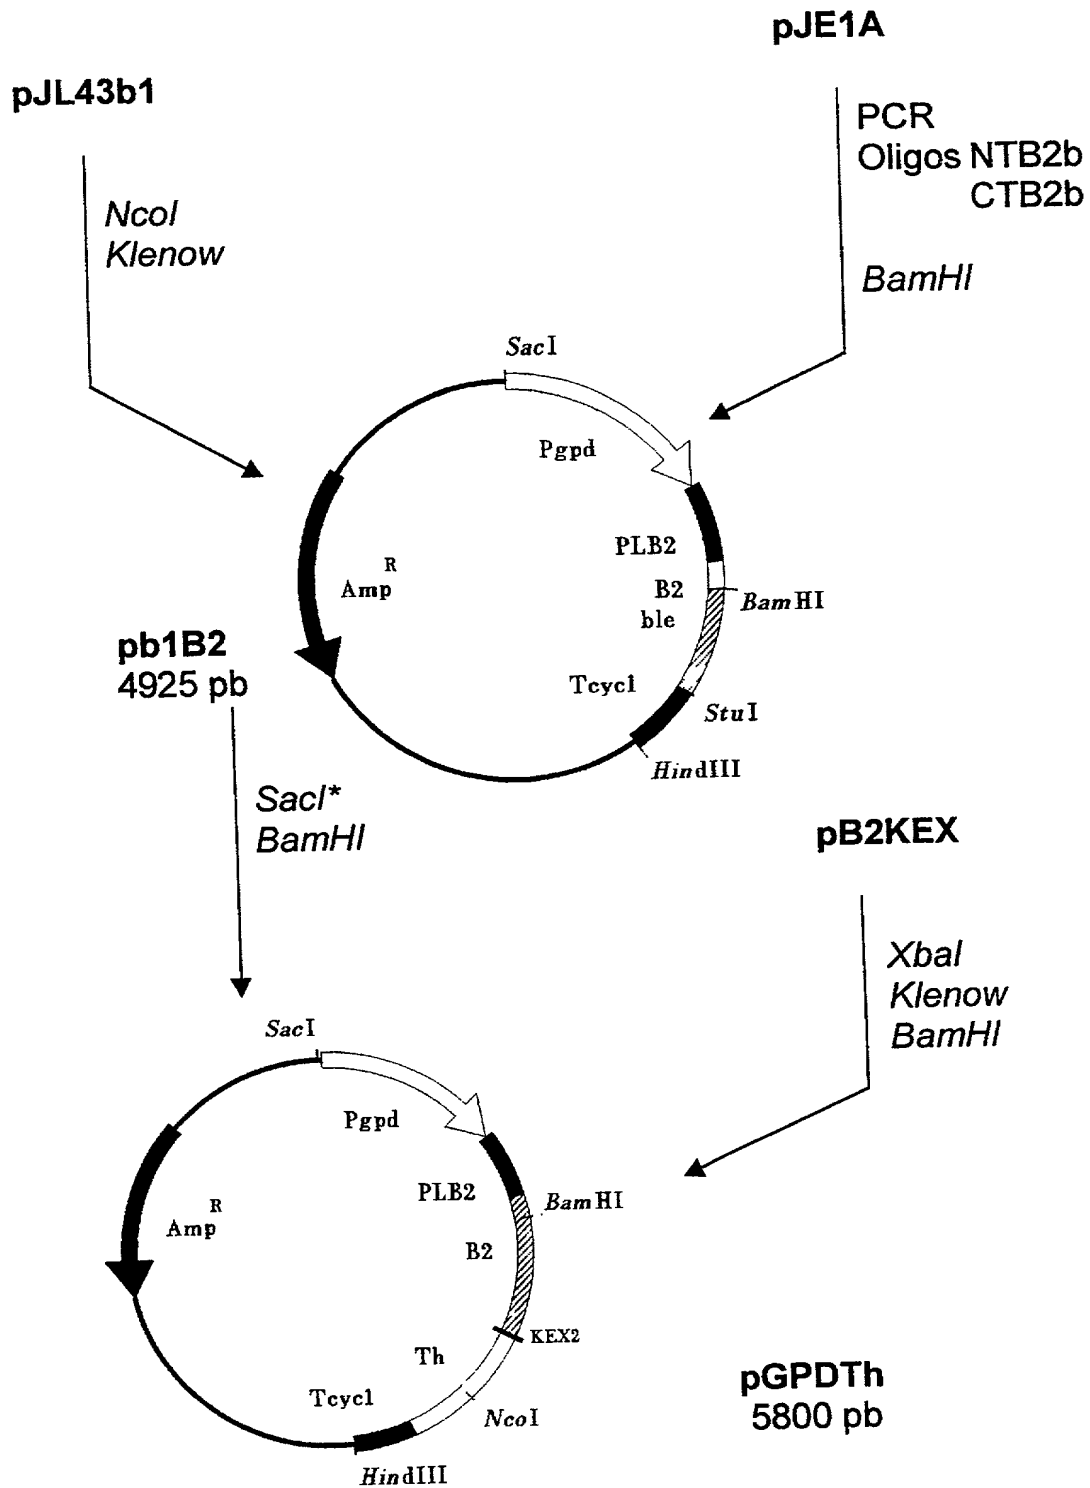 pJE1A
pJL43b1
PCR
Oligos NTB2b
CTB2b
NcoI
Klenow
BamHI
SacI
Pgpd
PLB2
Amp R
B2
ble
BamHI
pb1B2
4925 pb
Tcyc1
StuI
HindIII
SacI*
BamHI
pB2KEX
XbaI
Klenow
BamHI
SacI
Pgpd
PLB2
BamHI
Amp R
B2
KEX2
Th
Tcyc1
NcoI
HindIII
pGPDTh
5800 pb